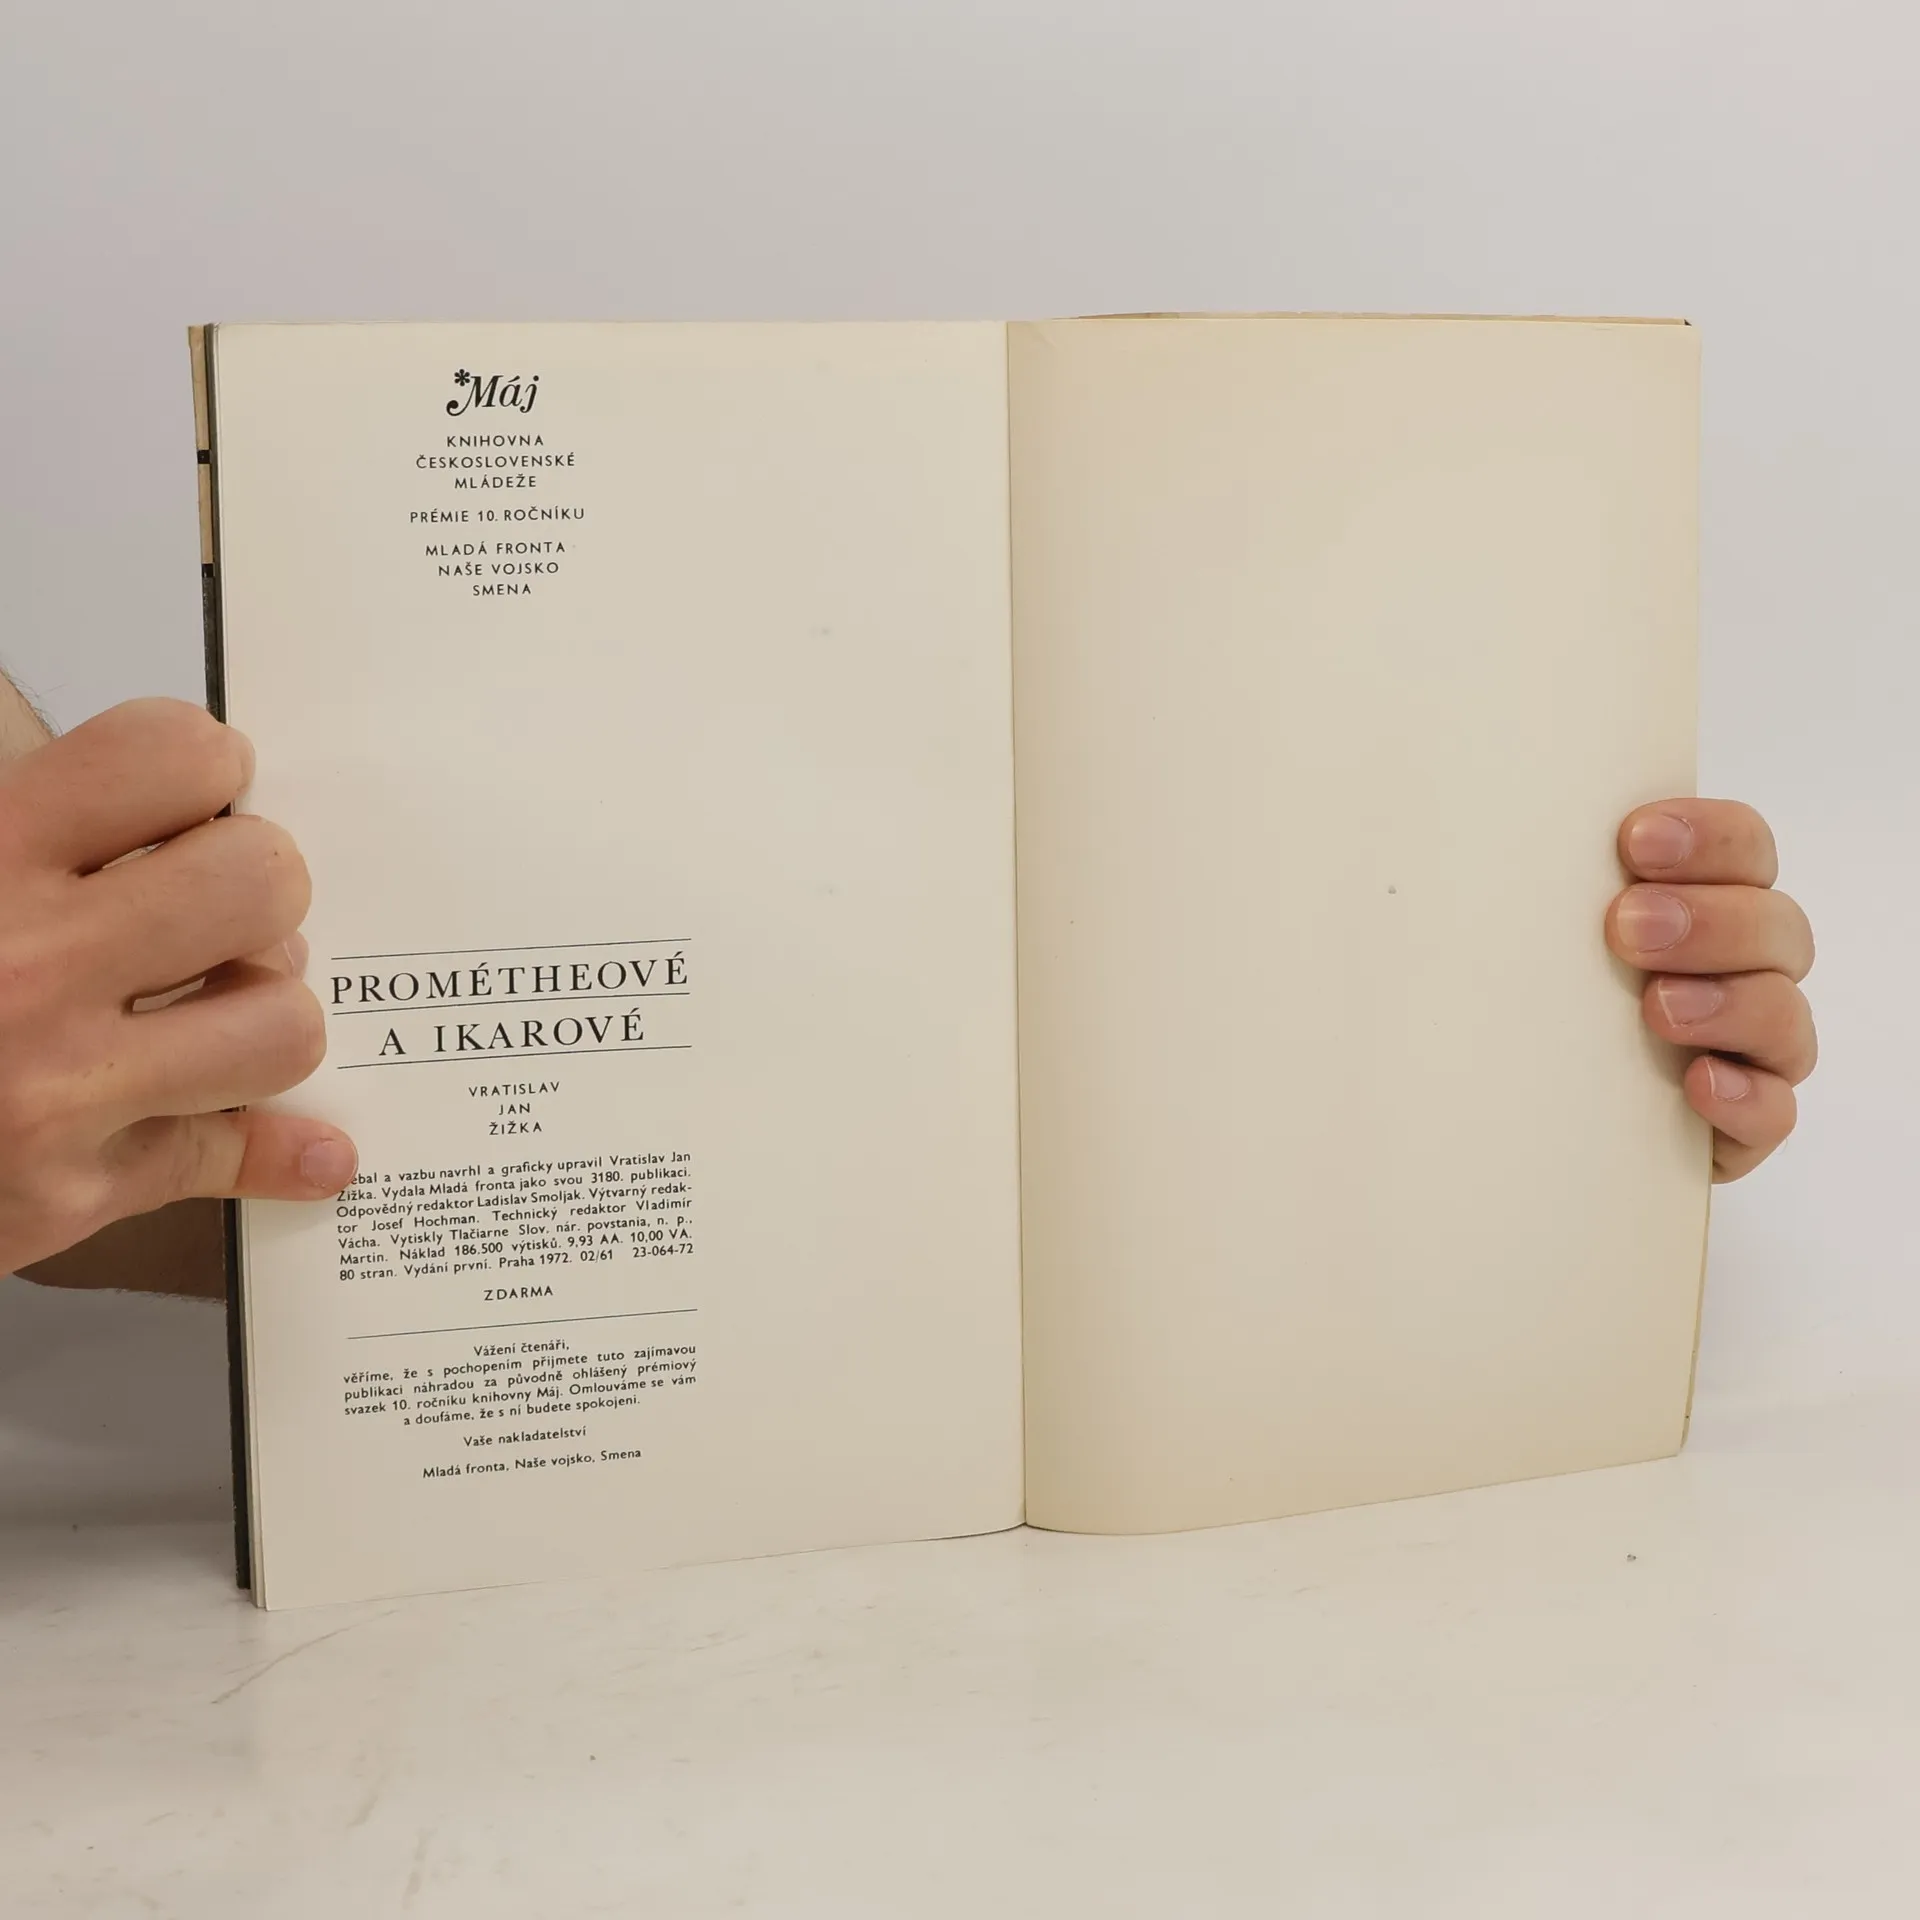 *Máj
KNIHOVNA
ČESKOSLOVENSKÉ
MLÁDEŽE
PRÉMIE 10. ROČNÍKU
MLADÁ FRONTA
NAŠE VOJSKO
SMENA
PROMÉTHEOVÉ
A IKAROVÉ
VRATISLAV
JAN
ŽIŽKA
a vazbu navrhl a graficky upravil Vratislav Jan
Žižka. Vydala Mladá fronta jako svou 3180. publikaci.
Odpovědný redaktor Ladislav Smoljak. Výtvarný redak-
tor Josef Hochman. Technický redaktor Vladimír
Vácha. Vytiskly Tlačiarne Slov. nár. povstania, n. p.,
Martin. Náklad 186.500 výtisků. 9,93 AA. 10,00 VA.
80 stran. Vydání první. Praha 1972. 02/61 23-064-72
ZDARMA
Vážení čtenáři,
věříme, že s pochopením přijmete tuto zajímavou
publikaci náhradou za původně ohlášený prémiový
svazek 10. ročníku knihovny Máj. Omlouváme se vám
a doufáme, že s ní budete spokojeni.
Vaše nakladatelství
Mladá fronta, Naše vojsko, Smena